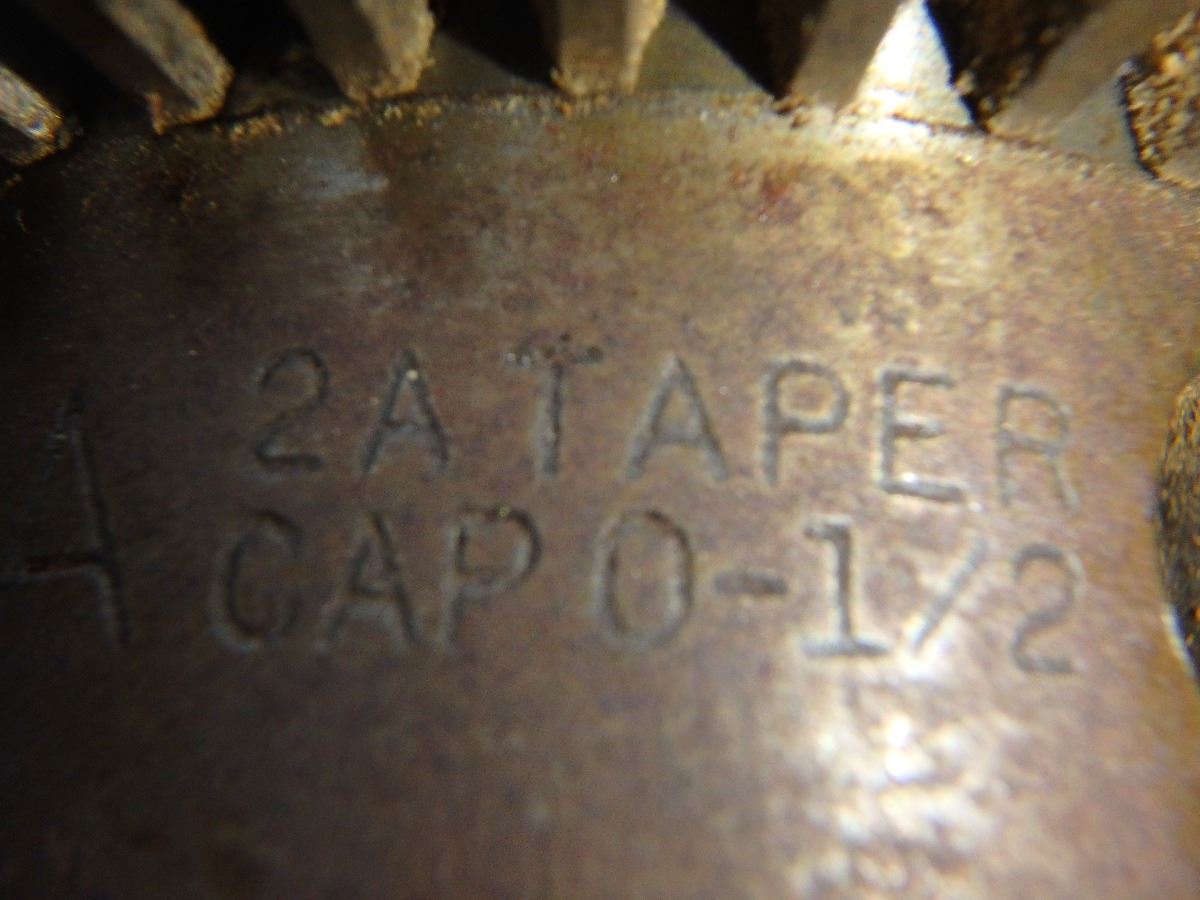 2A TAPER
CAP 0-1/2